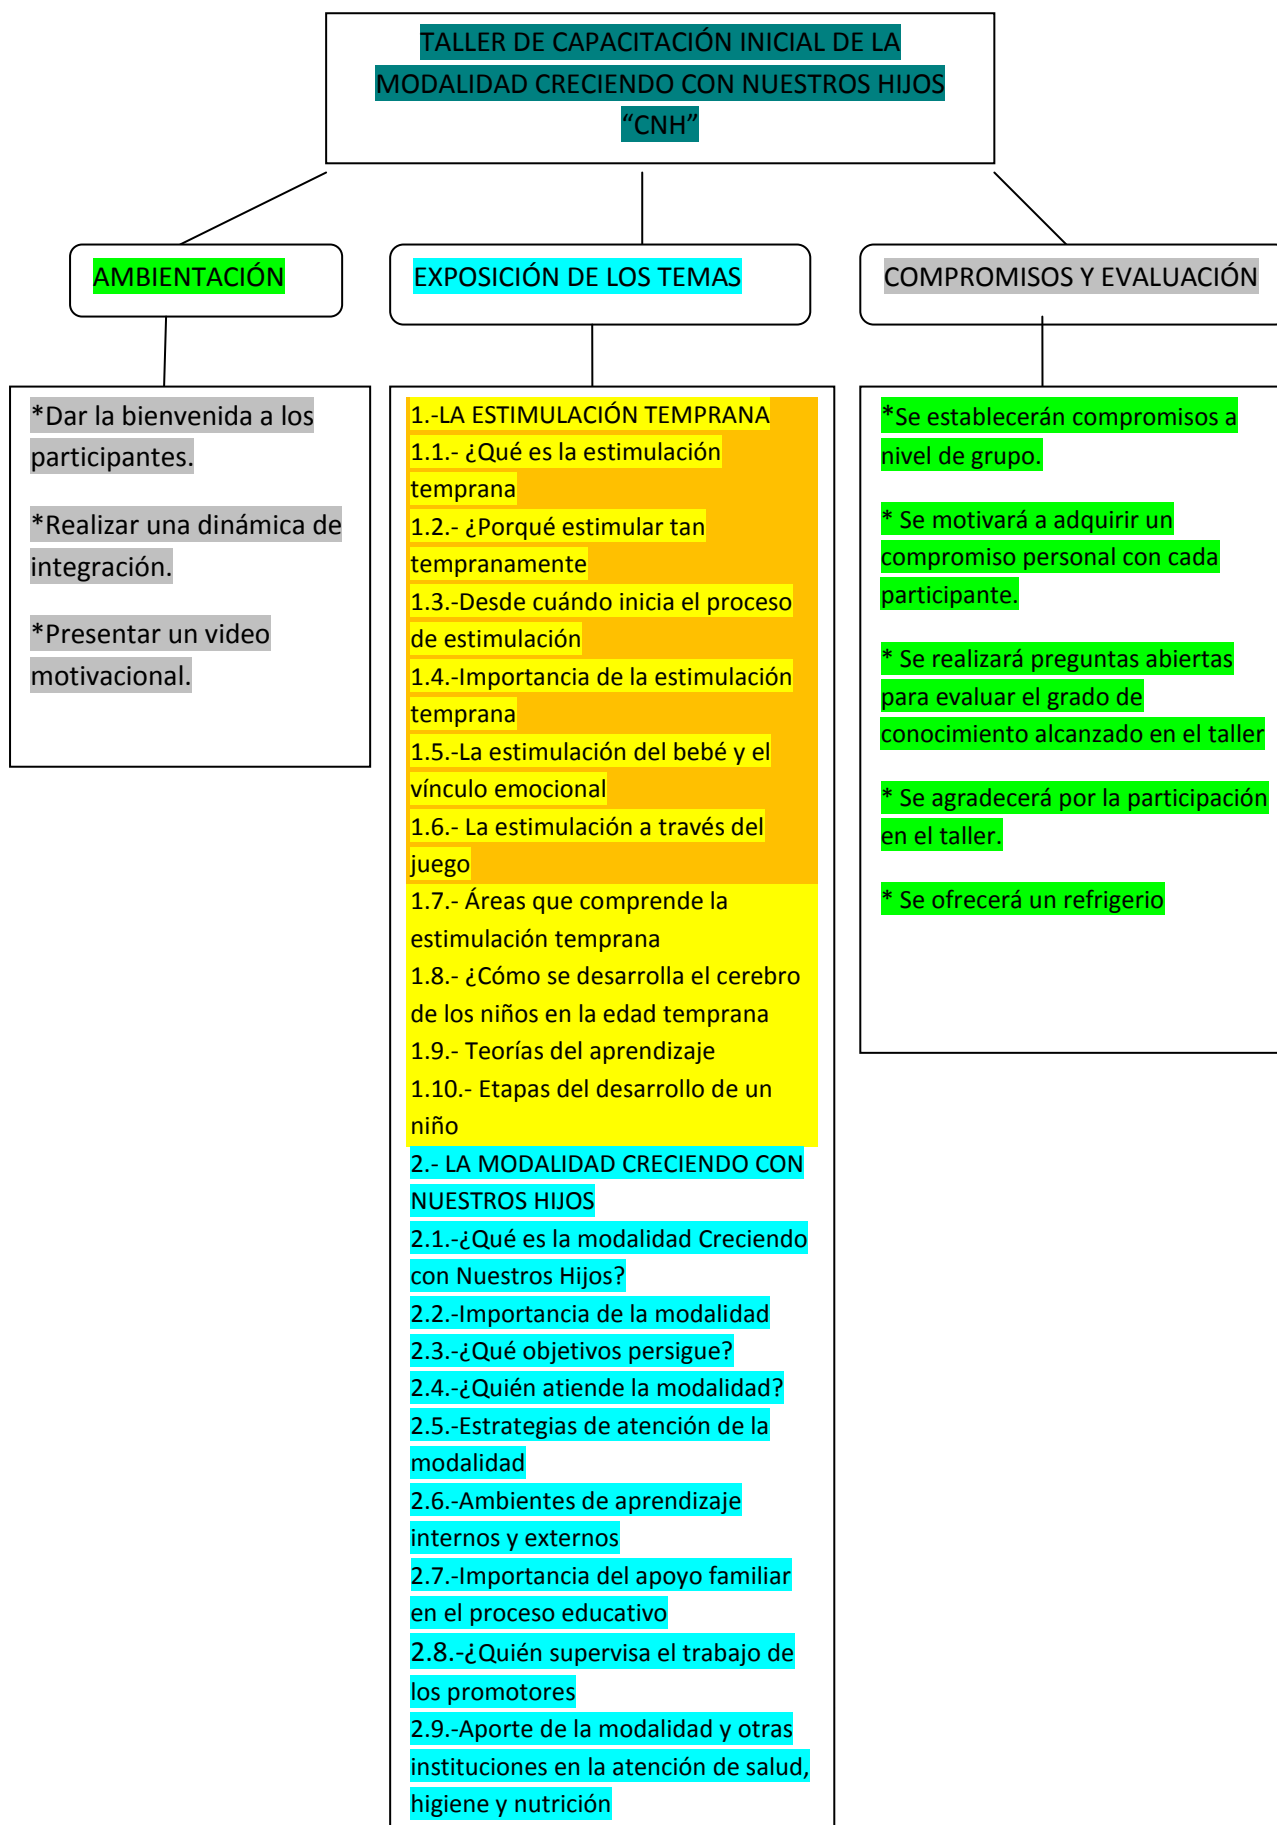 TALLER DE CAPACITACIÓN INICIAL DE LA
MODALIDAD CRECIENDO CON NUESTROS HIJOS
“CNH”
AMBIENTACIÓN
EXPOSICIÓN DE LOS TEMAS
COMPROMISOS Y EVALUACIÓN
*Dar la bienvenida a los
participantes.
*Realizar una dinámica de
integración.
*Presentar un video
motivacional.
1.-LA ESTIMULACIÓN TEMPRANA
1.1.- ¿Qué es la estimulación
temprana
1.2.- ¿Porqué estimular tan
tempranamente
1.3.-Desde cuándo inicia el proceso
de estimulación
1.4.-Importancia de la estimulación
temprana
1.5.-La estimulación del bebé y el
vínculo emocional
1.6.- La estimulación a través del
juego
1.7.- Áreas que comprende la
estimulación temprana
1.8.- ¿Cómo se desarrolla el cerebro
de los niños en la edad temprana
1.9.- Teorías del aprendizaje
1.10.- Etapas del desarrollo de un
niño
2.- LA MODALIDAD CRECIENDO CON
NUESTROS HIJOS
2.1.-¿Qué es la modalidad Creciendo
con Nuestros Hijos?
2.2.-Importancia de la modalidad
2.3.-¿Qué objetivos persigue?
2.4.-¿Quién atiende la modalidad?
2.5.-Estrategias de atención de la
modalidad
2.6.-Ambientes de aprendizaje
internos y externos
2.7.-Importancia del apoyo familiar
en el proceso educativo
2.8.-¿Quién supervisa el trabajo de
los promotores
2.9.-Aporte de la modalidad y otras
instituciones en la atención de salud,
higiene y nutrición
*Se establecerán compromisos a
nivel de grupo.
* Se motivará a adquirir un
compromiso personal con cada
participante.
* Se realizará preguntas abiertas
para evaluar el grado de
conocimiento alcanzado en el taller
* Se agradecerá por la participación
en el taller.
* Se ofrecerá un refrigerio